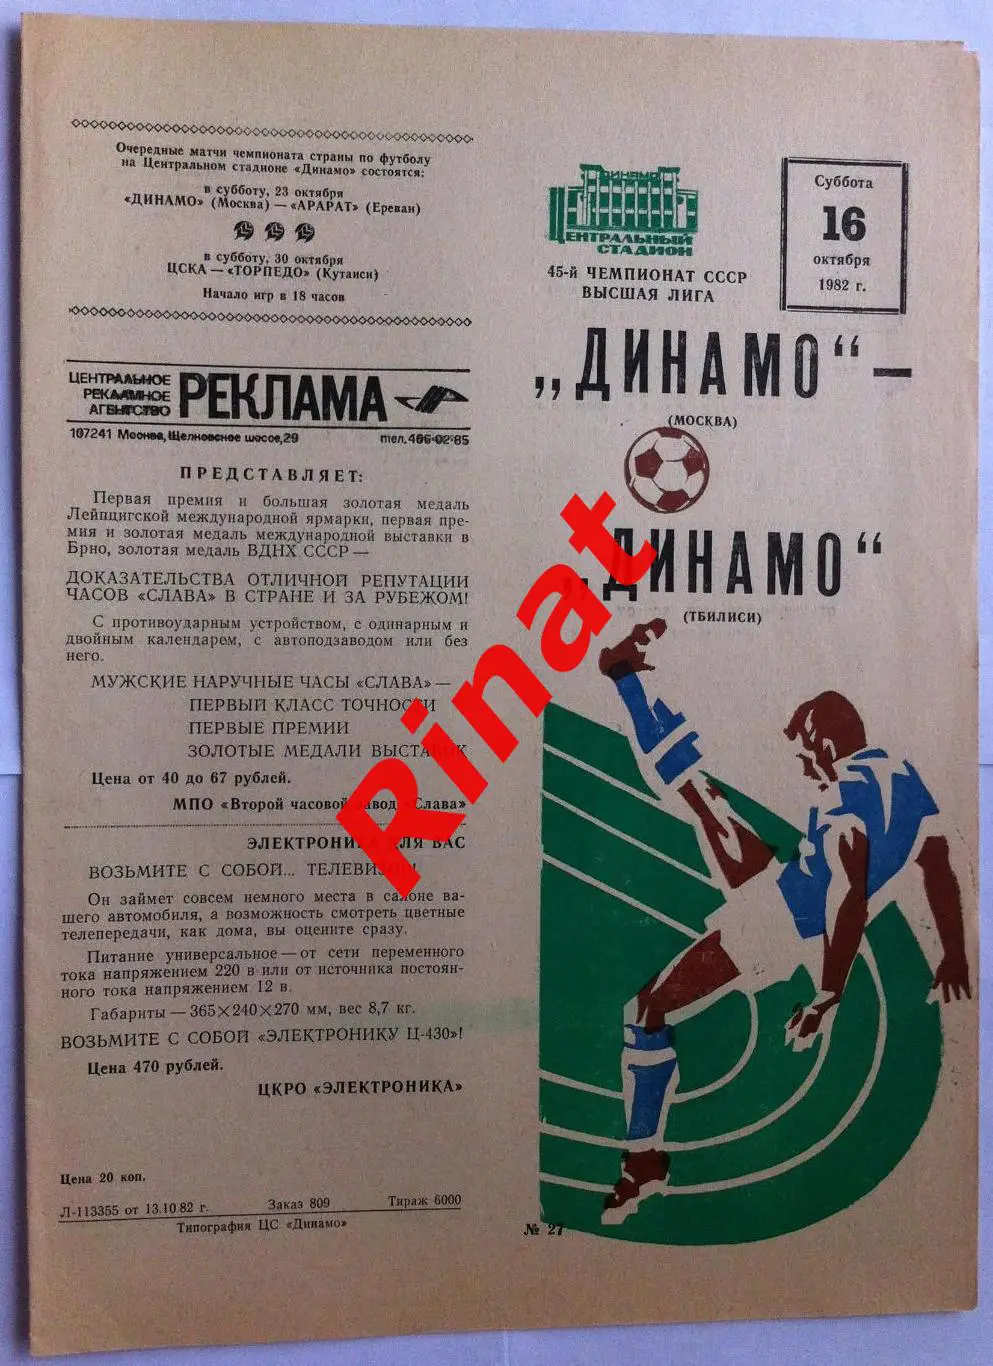 Очередные матчи чемпионата страны по футболу
на Центральном стадионе «Динамо» состоятся:
в субботу, 23 октября
«ДИНАМО» (Москва) — «АРАРАТ» (Ереван)
в субботу, 30 октября
ЦСКА — «ТОРПЕДО» (Кутаиси)
Начало игр в 18 часов
ЦЕНТРАЛЬНОЕ
РЕКЛАМНОЕ
АГЕНТСТВО
РЕКЛАМА
107241 Москва, Щелковское шоссе, 29 тел. 466-02-85
ПРЕДСТАВЛЯЕТ:
Первая премия и большая золотая медаль
Лейпцигской международной ярмарки, первая пре-
мия и золотая медаль международной выставки в
Брно, золотая медаль ВДНХ СССР —
ДОКАЗАТЕЛЬСТВА ОТЛИЧНОЙ РЕПУТАЦИИ
ЧАСОВ «СЛАВА» В СТРАНЕ И ЗА РУБЕЖОМ!
С противоударным устройством, с одинарным и
двойным календарем, с автоподзаводом или без
него.
МУЖСКИЕ НАРУЧНЫЕ ЧАСЫ «СЛАВА» —
ПЕРВЫЙ КЛАСС ТОЧНОСТИ
ПЕРВЫЕ ПРЕМИИ
ЗОЛОТЫЕ МЕДАЛИ ВЫСТАВОК
Цена от 40 до 67 рублей.
МПО «Второй часовой завод «Слава»
ЭЛЕКТРОНИКА ДЛЯ ВАС
ВОЗЬМИТЕ С СОБОЙ... ТЕЛЕВИЗОР!
Он займет совсем немного места в салоне ва-
шего автомобиля, а возможность смотреть цветные
телепередачи, как дома, вы оцените сразу.
Питание универсальное — от сети переменного
тока напряжением 220 в или от источника постоян-
ного тока напряжением 12 в.
Габариты — 365×240×270 мм, вес 8,7 кг.
ВОЗЬМИТЕ С СОБОЙ «ЭЛЕКТРОНИКУ Ц-430»!
Цена 470 рублей.
ЦКРО «ЭЛЕКТРОНИКА»
Цена 20 коп.
Л-113355 от 13.10.82 г. Заказ 809 Тираж 6000
Типография ЦС «Динамо»
ДИНАМО
ЦЕНТРАЛЬНЫЙ
СТАДИОН
45-й ЧЕМПИОНАТ СССР
ВЫСШАЯ ЛИГА
Суббота
16
октября
1982 г.
„ДИНАМО“ —
(МОСКВА)
„ДИНАМО“
(ТБИЛИСИ)
№ 27
Rinat